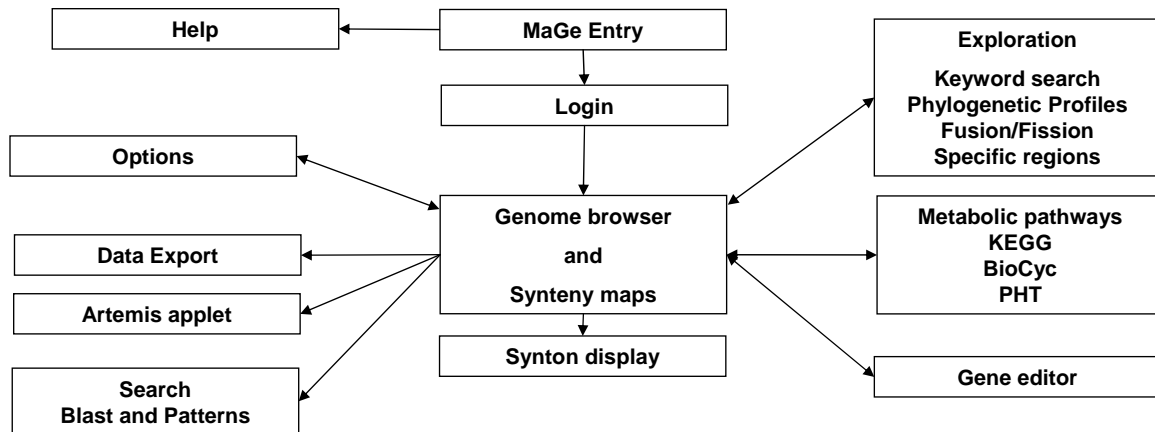 Help
MaGe Entry
Login
Exploration
Keyword search
Phylogenetic Profiles
Fusion/Fission
Specific regions
Options
Genome browser
and
Synteny maps
Metabolic pathways
KEGG
BioCyc
PHT
Data Export
Artemis applet
Synton display
Search
Blast and Patterns
Gene editor